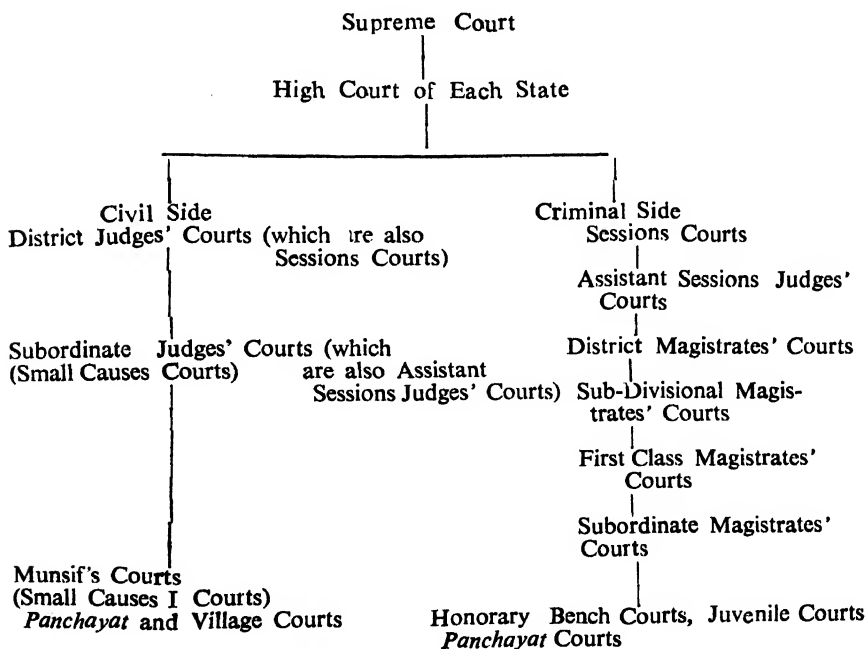 Supreme Court
High Court of Each State
Civil Side
District Judges' Courts (which are also
Sessions Courts)
Subordinate Judges' Courts (which
(Small Causes Courts) are also Assistant
Sessions Judges' Courts)
Munsif's Courts
(Small Causes I Courts)
Panchayat and Village Courts
Criminal Side
Sessions Courts
Assistant Sessions Judges'
Courts
District Magistrates' Courts
Sub-Divisional Magis-
trates' Courts
First Class Magistrates'
Courts
Subordinate Magistrates'
Courts
Honorary Bench Courts, Juvenile Courts
Panchayat Courts